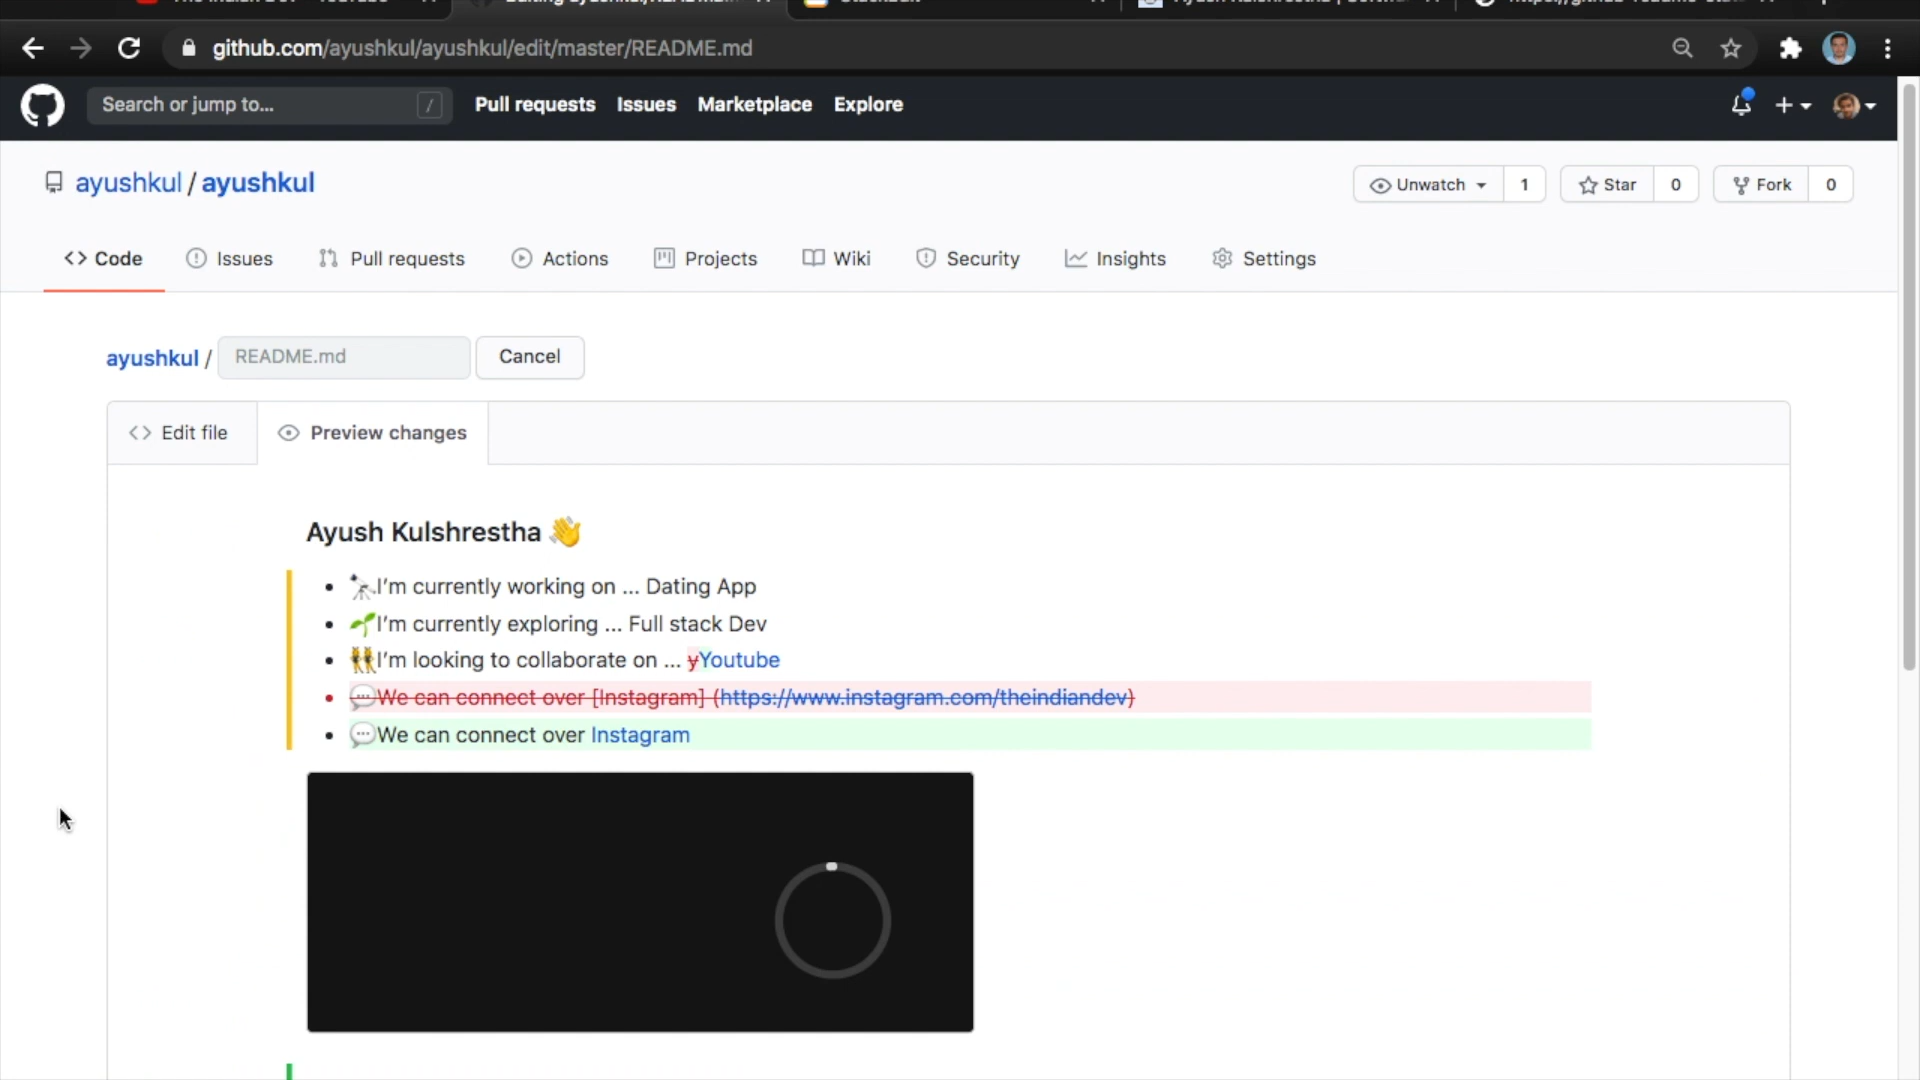 github.com/ayushkul/ayushkul/edit/master/README.md
Search or jump to... / Pull requests Issues Marketplace Explore
ayushkul / ayushkul Unwatch 1 Star 0 Fork 0
Code Issues Pull requests Actions Projects Wiki Security Insights Settings
ayushkul / README.md Cancel
Edit file Preview changes
Ayush Kulshrestha 👋
• 🔭I’m currently working on ... Dating App
• 🌱I’m currently exploring ... Full stack Dev
• 👯I’m looking to collaborate on ... yYoutube
• 💬We can connect over [Instagram] (https://www.instagram.com/theindiandev)
• 💬We can connect over Instagram